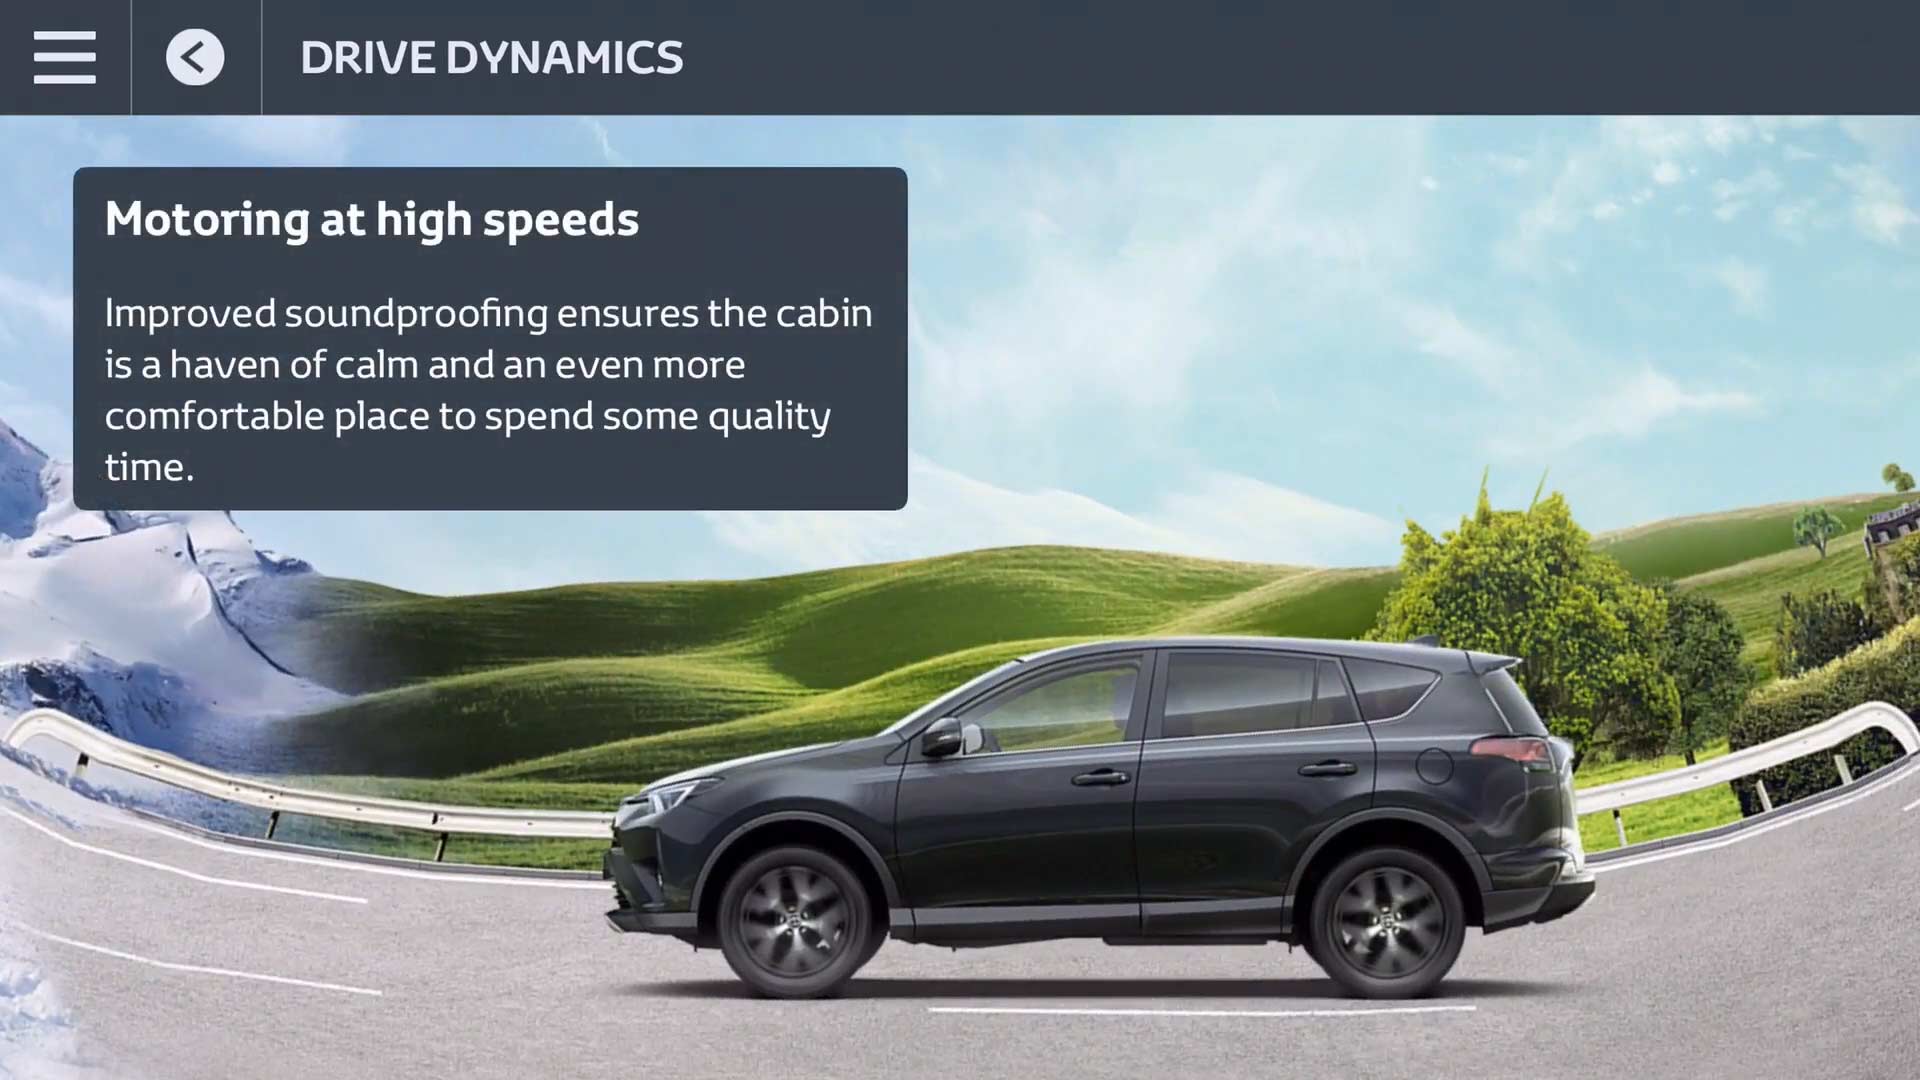 DRIVE DYNAMICS
Motoring at high speeds
Improved soundproofing ensures the cabin
is a haven of calm and an even more
comfortable place to spend some quality
time.